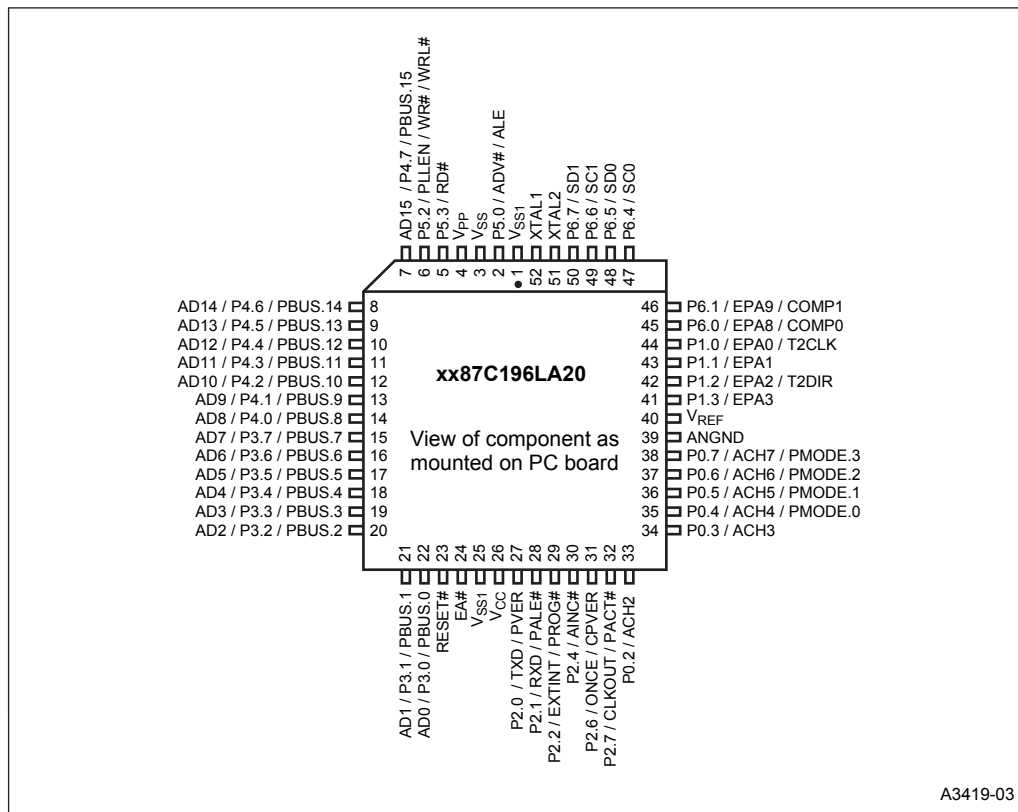 AD15 / P4.7 / PBUS.15
P5.2 / PLLEN / WR# / WRL#
P5.3 / RD#
VPP
VSS
P5.0 / ADV# / ALE
VSS1
XTAL1
XTAL2
P6.7 / SD1
P6.6 / SC1
P6.5 / SD0
P6.4 / SC0
7 6 5 4 3 2 1 52 51 50 49 48 47
AD14 / P4.6 / PBUS.14 8
AD13 / P4.5 / PBUS.13 9
AD12 / P4.4 / PBUS.12 10
AD11 / P4.3 / PBUS.11 11
AD10 / P4.2 / PBUS.10 12
AD9 / P4.1 / PBUS.9 13
AD8 / P4.0 / PBUS.8 14
AD7 / P3.7 / PBUS.7 15
AD6 / P3.6 / PBUS.6 16
AD5 / P3.5 / PBUS.5 17
AD4 / P3.4 / PBUS.4 18
AD3 / P3.3 / PBUS.3 19
AD2 / P3.2 / PBUS.2 20
xx87C196LA20
View of component as
mounted on PC board
46 P6.1 / EPA9 / COMP1
45 P6.0 / EPA8 / COMP0
44 P1.0 / EPA0 / T2CLK
43 P1.1 / EPA1
42 P1.2 / EPA2 / T2DIR
41 P1.3 / EPA3
40 VREF
39 ANGND
38 P0.7 / ACH7 / PMODE.3
37 P0.6 / ACH6 / PMODE.2
36 P0.5 / ACH5 / PMODE.1
35 P0.4 / ACH4 / PMODE.0
34 P0.3 / ACH3
21 22 23 24 25 26 27 28 29 30 31 32 33
AD1 / P3.1 / PBUS.1
AD0 / P3.0 / PBUS.0
RESET#
EA#
VSS1
VCC
P2.0 / TXD / PVER
P2.1 / RXD / PALE#
P2.2 / EXTINT / PROG#
P2.4 / AINC#
P2.6 / ONCE / CPVER
P2.7 / CLKOUT / PACT#
P0.2 / ACH2
A3419-03